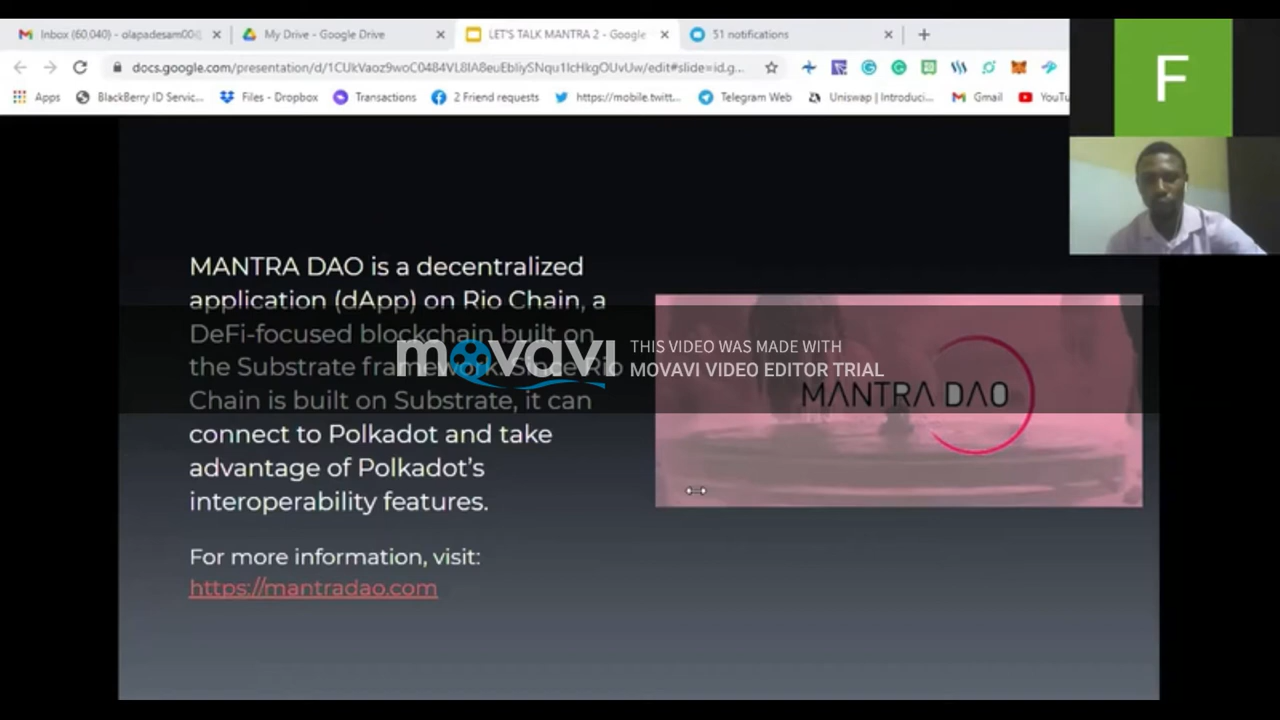 Inbox (60,040) - olapadesam00
My Drive - Google Drive
LET'S TALK MANTRA 2 - Google
51 notifications
docs.google.com/presentation/d/
Apps
BlackBerry ID Servic...
Files - Dropbox
Transactions
2 Friend requests
https://mobile.twitt...
Telegram Web
Uniswap | Introduci...
Gmail
YouTu
F
MANTRA DAO is a decentralized
application (dApp) on Rio Chain, a
DeFi-focused blockchain built on
the Substrate framework. Since Rio
Chain is built on Substrate, it can
connect to Polkadot and take
advantage of Polkadot's
interoperability features.
For more information, visit:
https://mantradao.com
MANTRA DAO
movavi
THIS VIDEO WAS MADE WITH
MOVAVI VIDEO EDITOR TRIAL